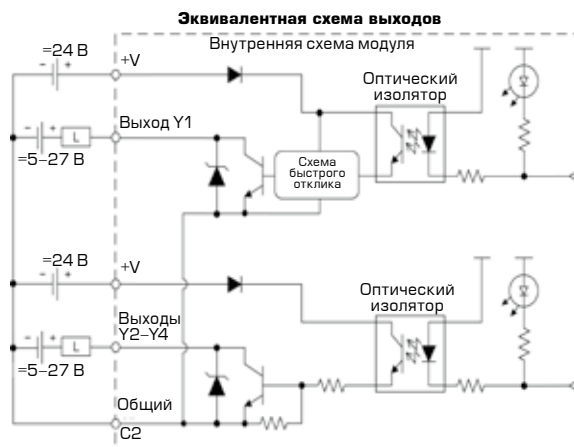 Эквивалентная схема выходов
Внутренняя схема модуля
=24 В
- +
+V
Оптический
изолятор
Выход Y1
- +
L
=5–27 В
Схема
быстрого
отклика
=24 В
- +
+V
Оптический
изолятор
Выходы
Y2–Y4
- +
L
=5–27 В
Общий
C2